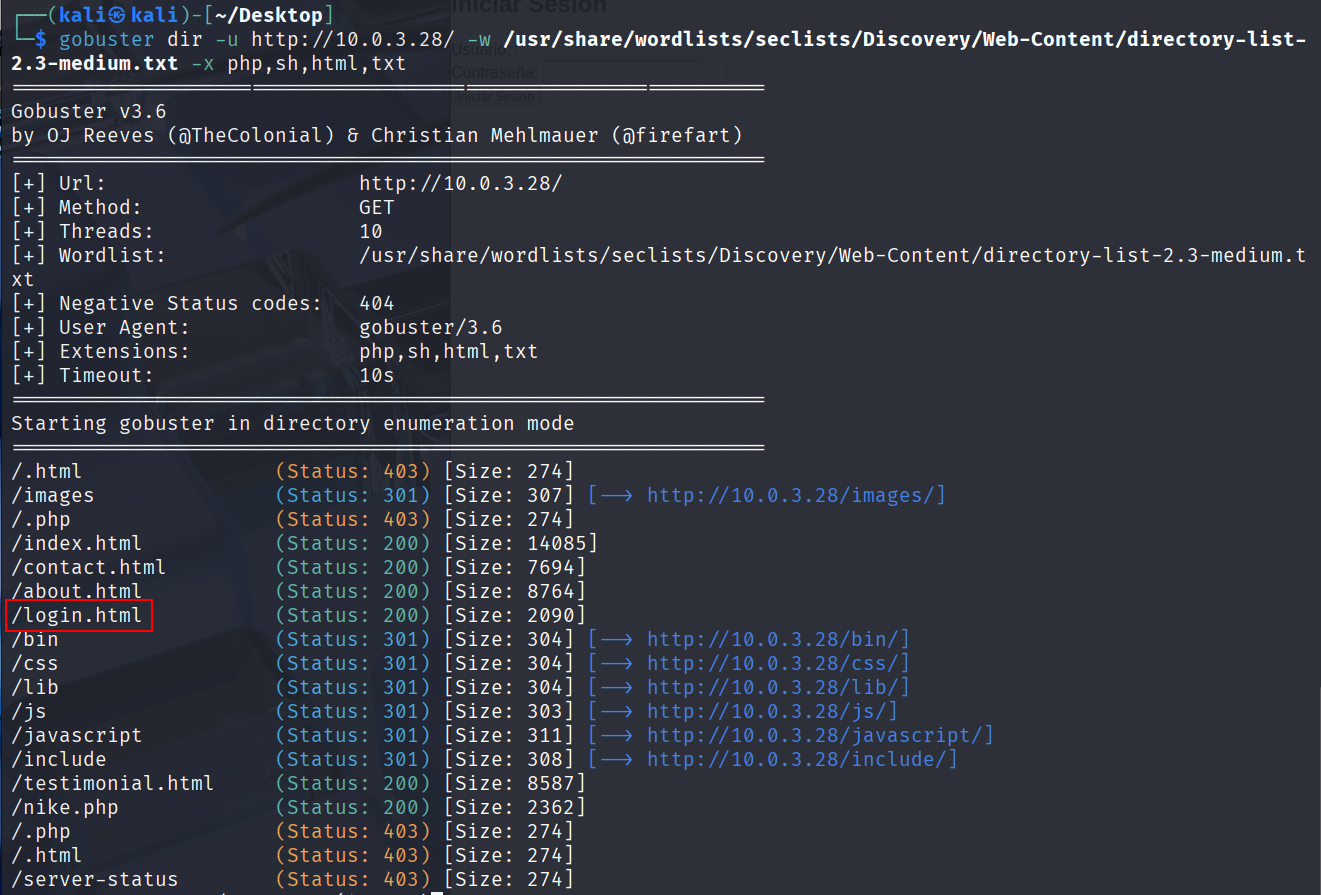 Iniciar Sesión
┌──(kali㉿kali)-[~/Desktop]
Usuario
└─$ gobuster dir -u http://10.0.3.28/ -w /usr/share/wordlists/seclists/Discovery/Web-Content/directory-list-
2.3-medium.txt -x php,sh,html,txt
Contraseña:
Iniciar Sesión
===============================================================
Gobuster v3.6
by OJ Reeves (@TheColonial) & Christian Mehlmauer (@firefart)
===============================================================
[+] Url:                     http://10.0.3.28/
[+] Method:                  GET
[+] Threads:                 10
[+] Wordlist:                /usr/share/wordlists/seclists/Discovery/Web-Content/directory-list-2.3-medium.t
xt
[+] Negative Status codes:   404
[+] User Agent:              gobuster/3.6
[+] Extensions:              php,sh,html,txt
[+] Timeout:                 10s
===============================================================
Starting gobuster in directory enumeration mode
===============================================================
/.html                (Status: 403) [Size: 274]
/images               (Status: 301) [Size: 307] [--> http://10.0.3.28/images/]
/.php                 (Status: 403) [Size: 274]
/index.html           (Status: 200) [Size: 14085]
/contact.html         (Status: 200) [Size: 7694]
/about.html           (Status: 200) [Size: 8764]
/login.html           (Status: 200) [Size: 2090]
/bin                  (Status: 301) [Size: 304] [--> http://10.0.3.28/bin/]
/css                  (Status: 301) [Size: 304] [--> http://10.0.3.28/css/]
/lib                  (Status: 301) [Size: 304] [--> http://10.0.3.28/lib/]
/js                   (Status: 301) [Size: 303] [--> http://10.0.3.28/js/]
/javascript           (Status: 301) [Size: 311] [--> http://10.0.3.28/javascript/]
/include              (Status: 301) [Size: 308] [--> http://10.0.3.28/include/]
/testimonial.html     (Status: 200) [Size: 8587]
/nike.php             (Status: 200) [Size: 2362]
/.php                 (Status: 403) [Size: 274]
/.html                (Status: 403) [Size: 274]
/server-status        (Status: 403) [Size: 274]